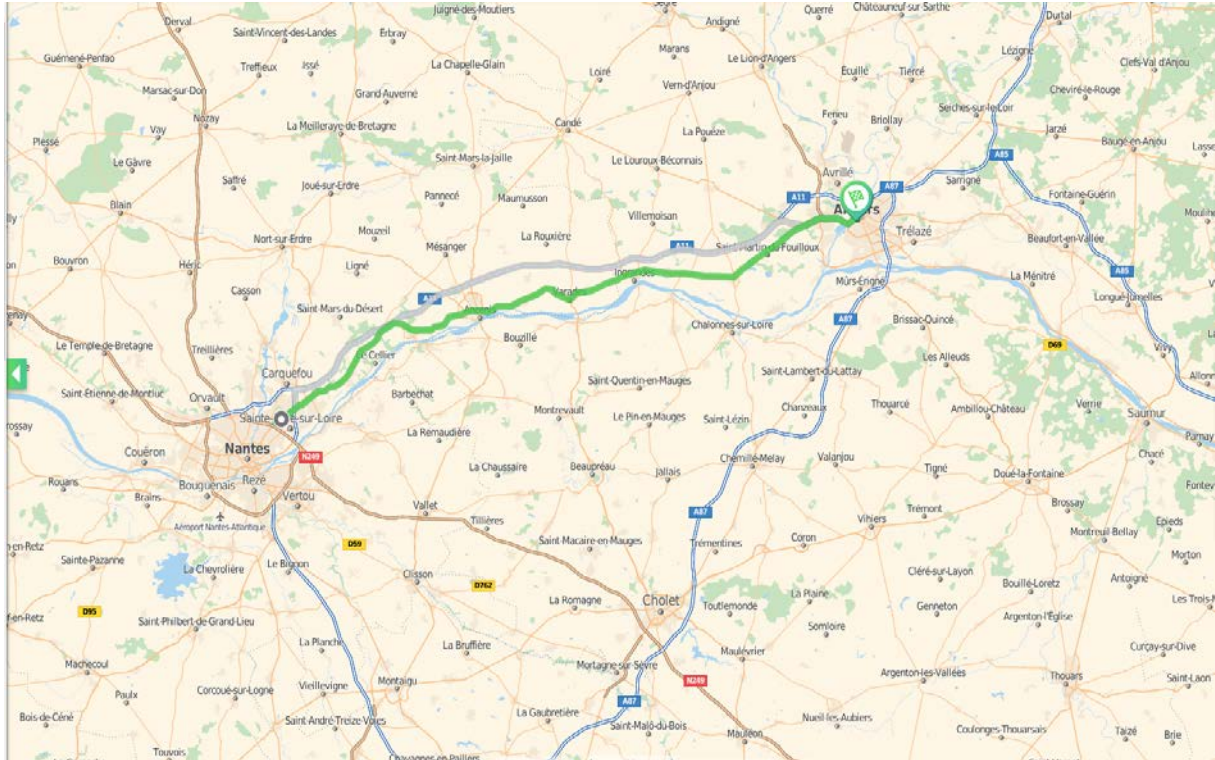 Juigné-des-Moutiers
Querré
Châteauneuf-sur-Sarthe
Derval
Andigné
Durtal
Saint-Vincent-des-Landes
Erbray
Marans
Lézigné
Guémené-Penfao
Treffieux
Issé
La Chapelle-Glain
Loiré
Le Lion-d'Angers
Ecuillé
Tiercé
Clefs-Val d'Anjou
Marsac-sur-Don
Grand-Auverné
Vern-d'Anjou
Cheviré-le-Rouge
Nozay
Candé
Feneu
Briollay
Seiches-sur-le-Loir
Vay
La Meilleraye-de-Bretagne
La Pouëze
Jarzé
Plessé
Baugé-en-Anjou
Le Gâvre
Saint-Mars-la-Jaille
Le Louroux-Béconnais
A85
Saffré
Joué-sur-Erdre
Avrillé
A87
Sarrigné
Blain
Pannecé
Maumusson
A11
Fontaine-Guérin
Villemoisan
Nort-sur-Erdre
Mouzeil
La Rouxière
Trélazé
Beaufort-en-Vallée
Mésanger
A11
Bouvron
Héric
Ligné
Ingrandes
La Ménitré
A85
Casson
Varades
Mûrs-Erigné
Saint-Mars-du-Désert
Longué-Jumelles
A87
Brissac-Quincé
Chalonnes-sur-Loire
Bouzillé
Le Temple-de-Bretagne
Treillières
Le Cellier
D69
Les Alleuds
Carquefou
Saint-Quentin-en-Mauges
Saint-Lambert-du-Lattay
Saint-Etienne-de-Montluc
Orvault
Barbechat
Thouarcé
Ambillou-Château
Verrie
Montrevault
Le Pin-en-Mauges
Saint-Lézin
Chanzeaux
Saumur
La Remaudière
Couëron
Nantes
N249
Chemillé-Melay
Valanjou
Chacé
La Chaussaire
Beaupréau
Jallais
Tigné
Doué-la-Fontaine
Rouans
Brains
Bouguenais
Rezé
Vertou
Vallet
Trémont
Brossay
Aéroport Nantes-Atlantique
Tillières
A87
Vihiers
Epieds
D59
Saint-Macaire-en-Mauges
Trémentines
Coron
Montreuil-Bellay
Sainte-Pazanne
La Chevrolière
Le Bignon
Clisson
Cléré-sur-Layon
Morton
D762
Bouillé-Loretz
Antoigné
D95
La Romagne
Cholet
Toutlemonde
La Plaine
Genneton
Saint-Philbert-de-Grand-Lieu
Somloire
Argenton-l'Église
La Planche
La Bruffière
Maulévrier
Curçay-sur-Dive
Machecoul
Mortagne-sur-Sèvre
N249
Argenton-les-Vallées
Thouars
Saint-Laon
Paulx
Corcoué-sur-Logne
Vieillevigne
Montaigu
A87
Bois-de-Céné
Saint-André-Treize-Voies
La Gaubretière
Saint-Malô-du-Bois
Mauléon
Nueil-les-Aubiers
Coulonges-Thouarsais
Taizé
Brie
Touvois
Chavagnes-en-Paillers